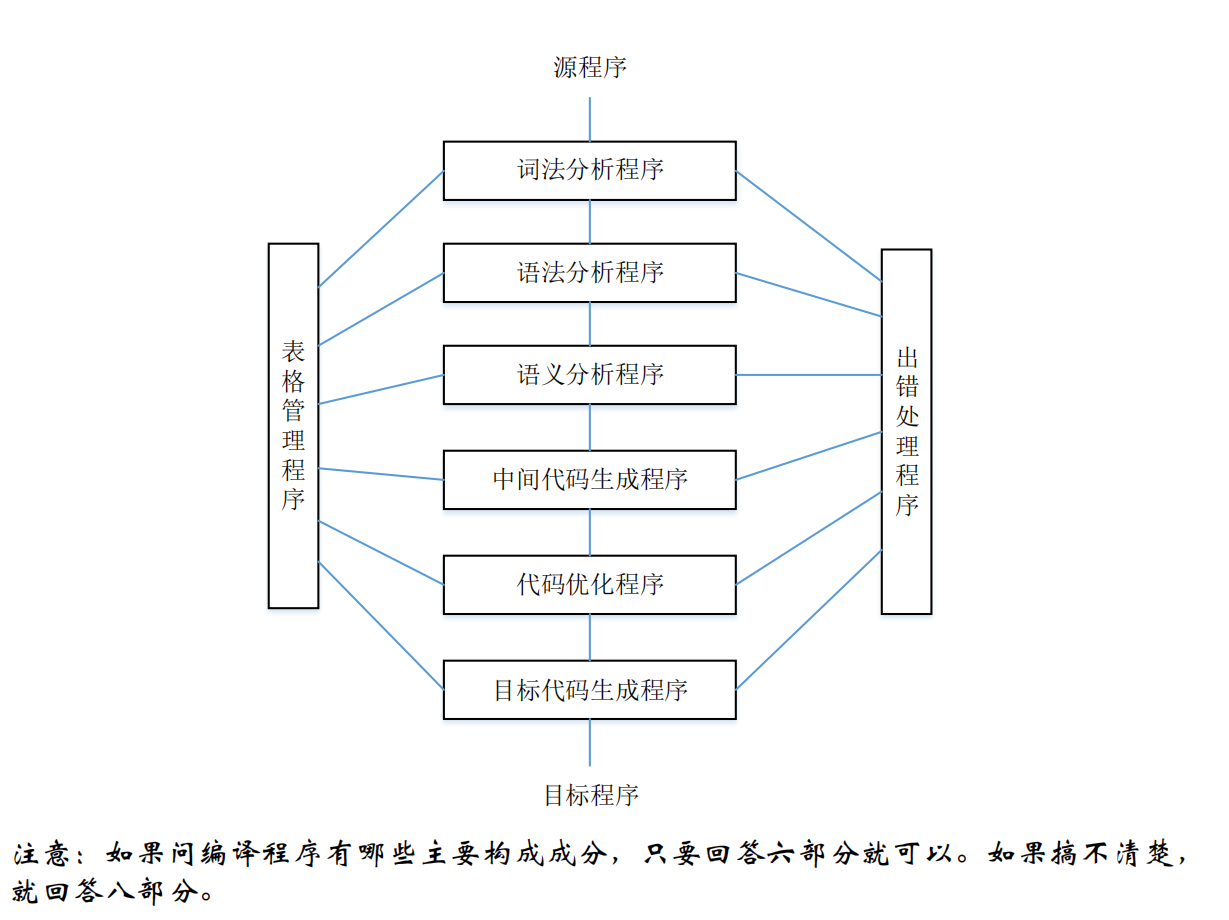 源程序
词法分析程序
语法分析程序
语义分析程序
中间代码生成程序
代码优化程序
目标代码生成程序
表格管理程序
出错处理程序
目标程序
注意：如果问编译程序有哪些主要构成成分，只要回答六部分就可以。如果搞不清楚，
就回答八部分。